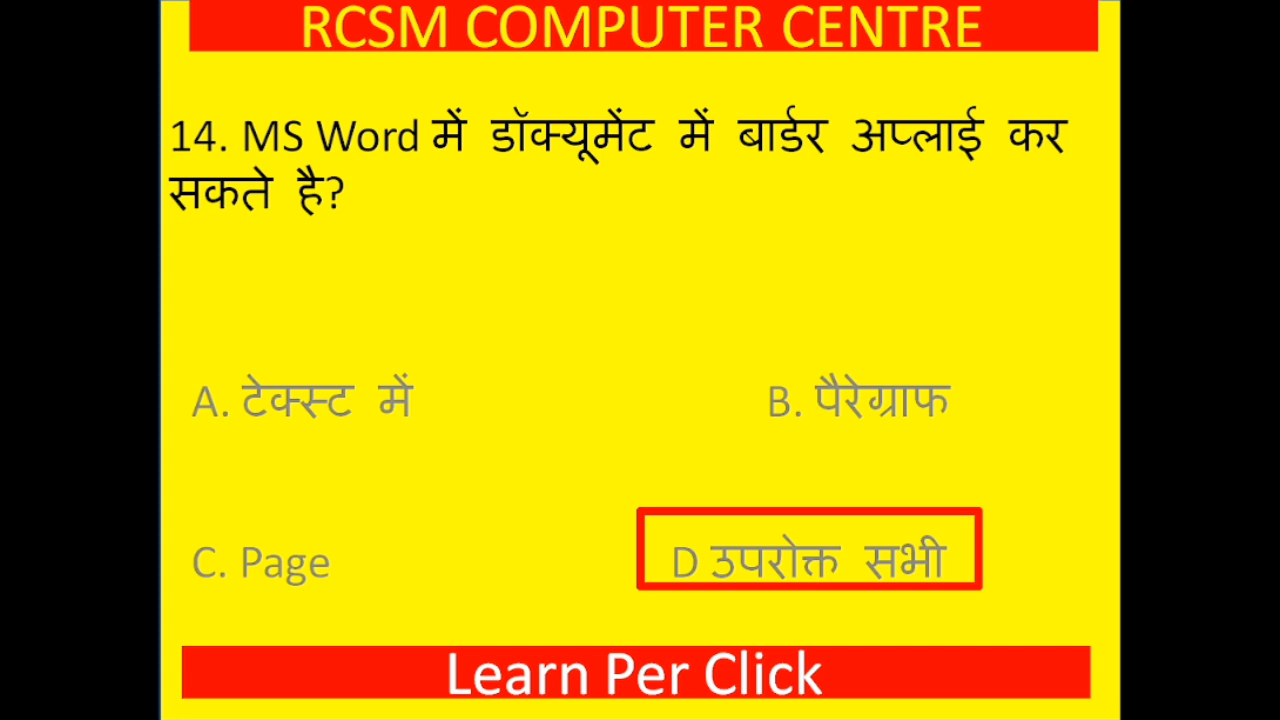 RCSM COMPUTER CENTRE
14. MS Word में डॉक्यूमेंट में बार्डर अप्लाई कर
सकते है?
A. टेक्स्ट में
B. पैरेग्राफ
C. Page
D उपरोक्त सभी
Learn Per Click